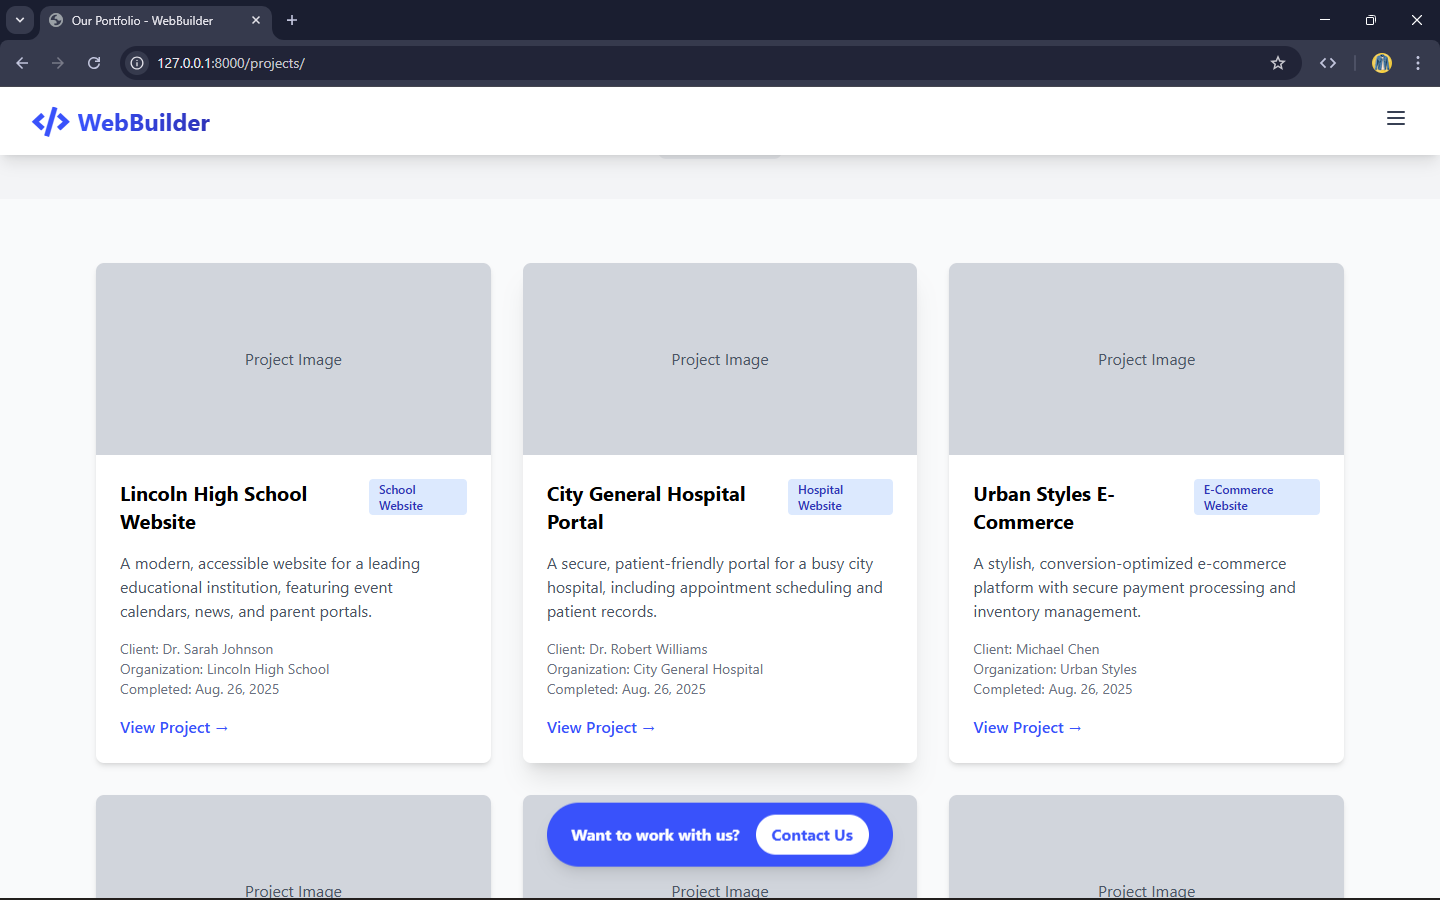 Our Portfolio - WebBuilder
127.0.0.1:8000/projects/
</> WebBuilder
Project Image
Project Image
Project Image
Lincoln High School
Website
School
Website
A modern, accessible website for a leading
educational institution, featuring event
calendars, news, and parent portals.
Client: Dr. Sarah Johnson
Organization: Lincoln High School
Completed: Aug. 26, 2025
View Project →
City General Hospital
Portal
Hospital
Website
A secure, patient-friendly portal for a busy city
hospital, including appointment scheduling and
patient records.
Client: Dr. Robert Williams
Organization: City General Hospital
Completed: Aug. 26, 2025
View Project →
Urban Styles E-
Commerce
E-Commerce
Website
A stylish, conversion-optimized e-commerce
platform with secure payment processing and
inventory management.
Client: Michael Chen
Organization: Urban Styles
Completed: Aug. 26, 2025
View Project →
Want to work with us?
Contact Us
Project Image
Project Image
Project Image